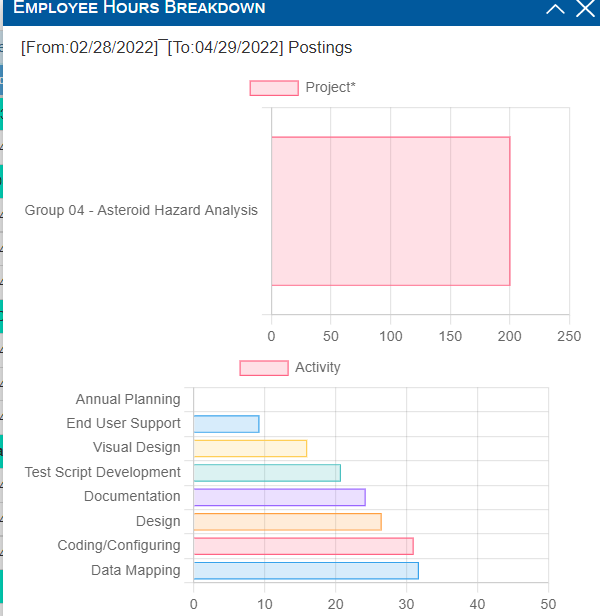 EMPLOYEE HOURS BREAKDOWN
[From:02/28/2022]¯[To:04/29/2022] Postings
Project*
Group 04 - Asteroid Hazard Analysis
0 50 100 150 200 250
Activity
Annual Planning
End User Support
Visual Design
Test Script Development
Documentation
Design
Coding/Configuring
Data Mapping
0 10 20 30 40 50